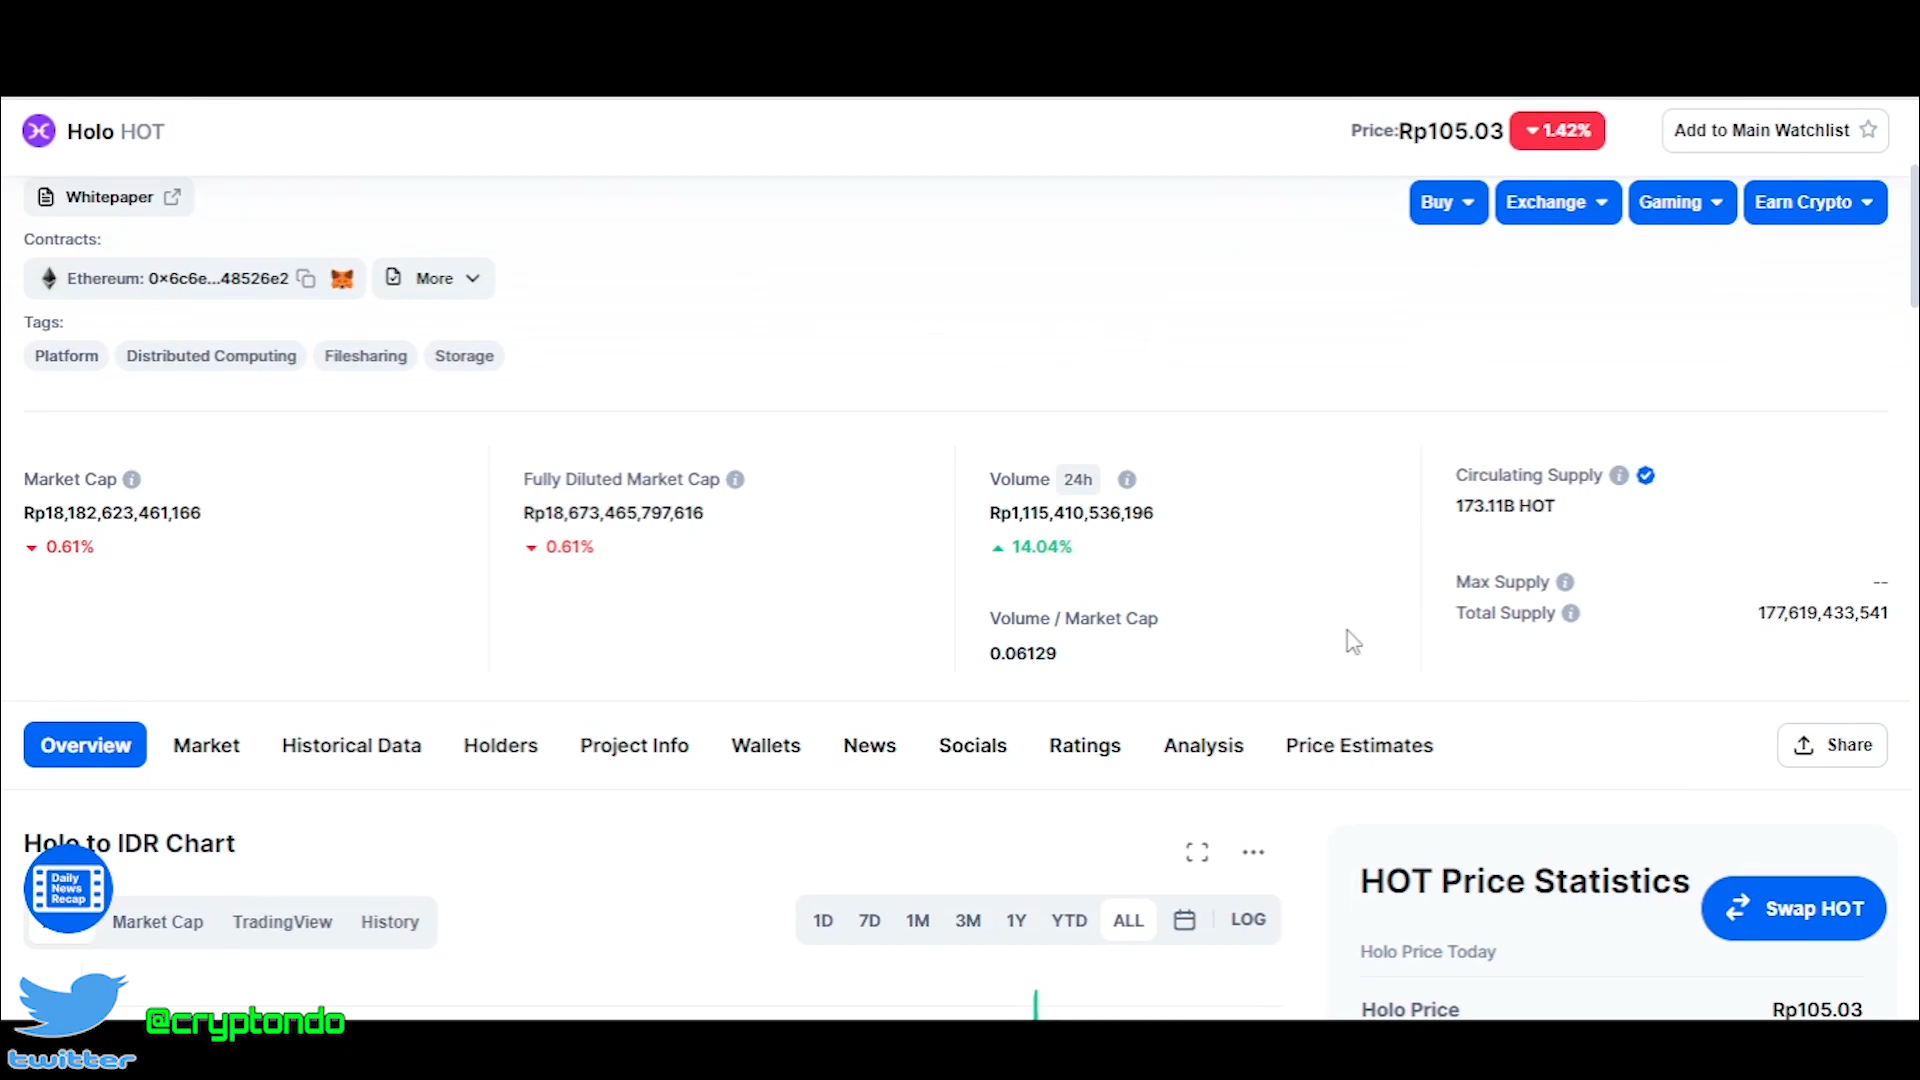 Holo HOT
Price:Rp105.03 1.42%
Add to Main Watchlist
Whitepaper
Buy
Exchange
Gaming
Earn Crypto
Contracts:
Ethereum: 0x6c6e...48526e2
More
Tags:
Platform
Distributed Computing
Filesharing
Storage
Market Cap
Rp18,182,623,461,166
0.61%
Fully Diluted Market Cap
Rp18,673,465,797,616
0.61%
Volume 24h
Rp1,115,410,536,196
14.04%
Volume / Market Cap
0.06129
Circulating Supply
173.11B HOT
Max Supply --
Total Supply 177,619,433,541
Overview
Market
Historical Data
Holders
Project Info
Wallets
News
Socials
Ratings
Analysis
Price Estimates
Share
Holo to IDR Chart
Daily
News
Recap
Market Cap
TradingView
History
1D
7D
1M
3M
1Y
YTD
ALL
LOG
HOT Price Statistics
Swap HOT
Holo Price Today
Holo Price Rp105.03
@cryptondo
twitter